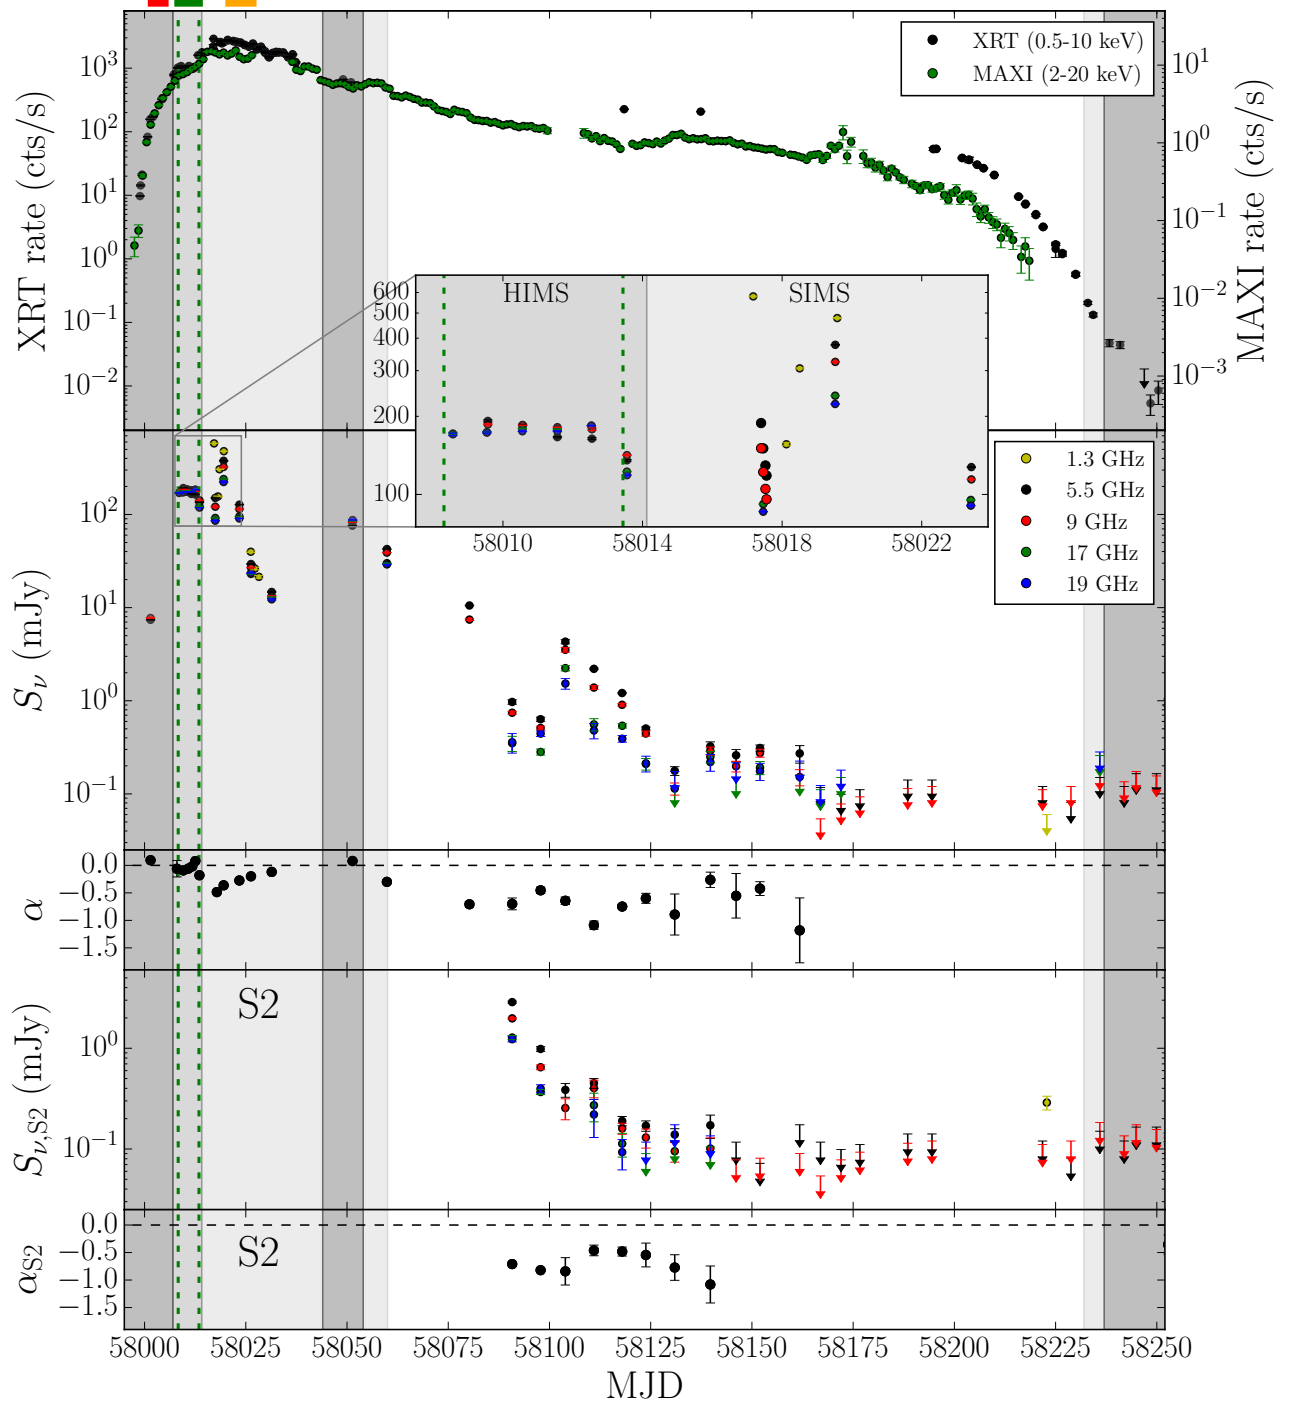 XRT rate (cts/s)
10³
10²
10¹
10⁰
10⁻¹
10⁻²
XRT (0.5-10 keV)
MAXI (2-20 keV)
10¹
10⁰
10⁻¹
10⁻²
10⁻³
MAXI rate (cts/s)
HIMS
SIMS
600
500
400
300
200
100
58010
58014
58018
58022
S_ν (mJy)
10²
10¹
10⁰
10⁻¹
1.3 GHz
5.5 GHz
9 GHz
17 GHz
19 GHz
α
0.0
−0.5
−1.0
−1.5
S_ν,S2 (mJy)
10⁰
10⁻¹
S2
α_S2
0.0
−0.5
−1.0
−1.5
S2
58000 58025 58050 58075 58100 58125 58150 58175 58200 58225 58250
MJD